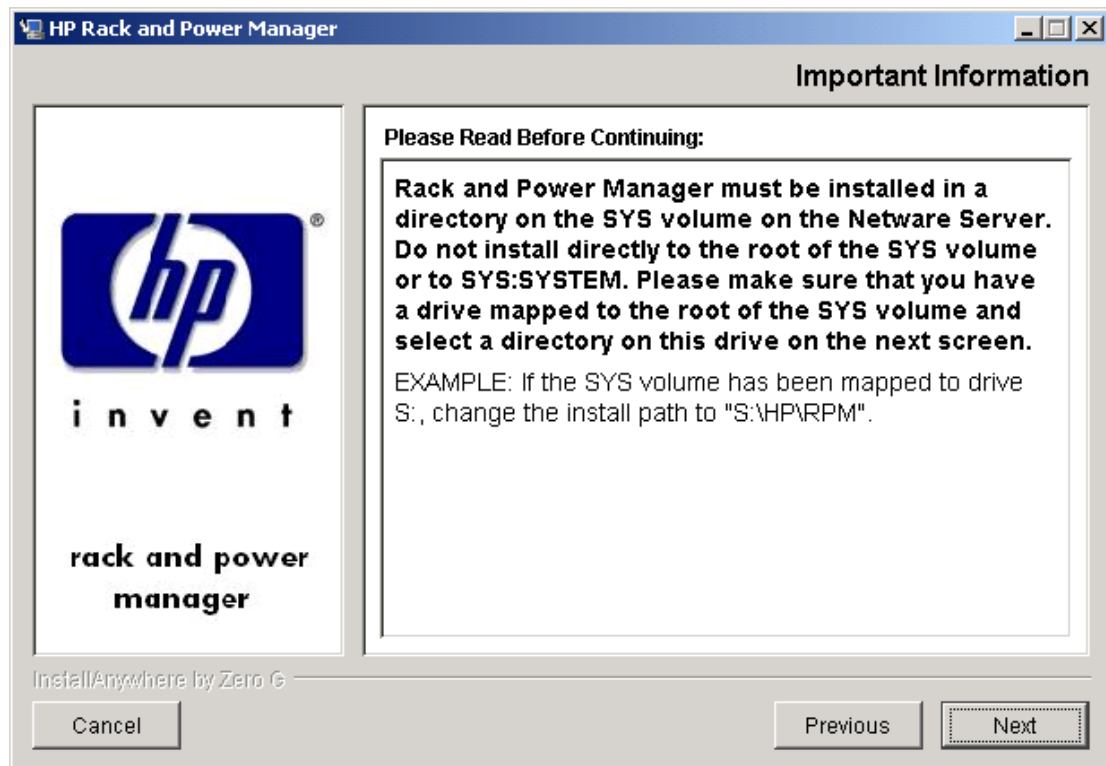 HP Rack and Power Manager
Important Information
hp
®
invent
rack and power
manager
Please Read Before Continuing:
Rack and Power Manager must be installed in a
directory on the SYS volume on the Netware Server.
Do not install directly to the root of the SYS volume
or to SYS:SYSTEM. Please make sure that you have
a drive mapped to the root of the SYS volume and
select a directory on this drive on the next screen.
EXAMPLE: If the SYS volume has been mapped to drive
S:, change the install path to "S:\HP\RPM".
InstallAnywhere by Zero G
Cancel
Previous
Next